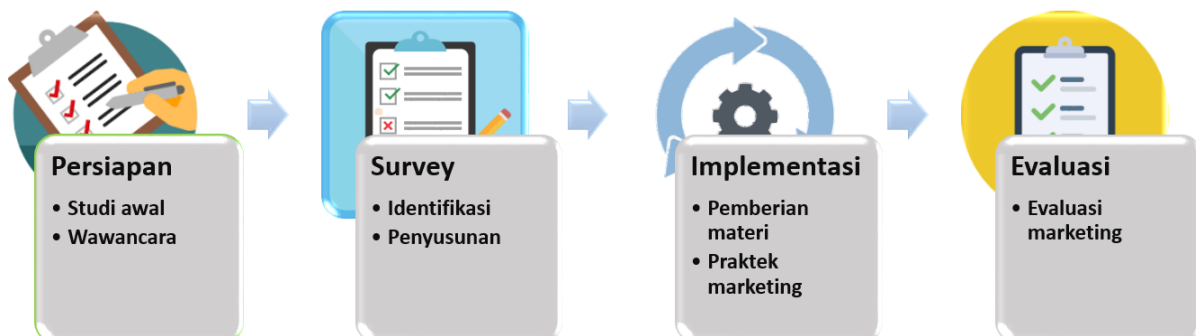 Persiapan
• Studi awal
• Wawancara
Survey
• Identifikasi
• Penyusunan
Implementasi
• Pemberian
materi
• Praktek
marketing
Evaluasi
• Evaluasi
marketing